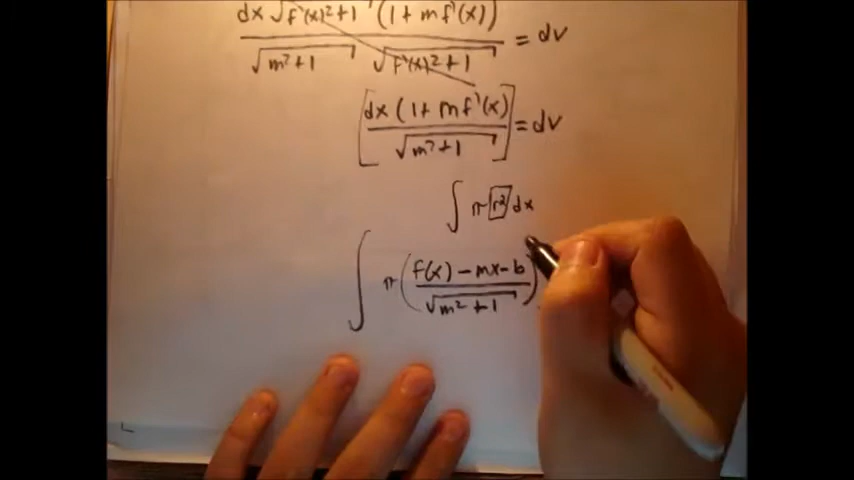 dx √f'(x)²+1 (1+mf'(x))
= dv
√m²+1 √f'(x)²+1
dx (1+mf'(x))
= dv
√m²+1
∫ π r² dx
∫ π ( f(x) - mx - b )
√m² + 1